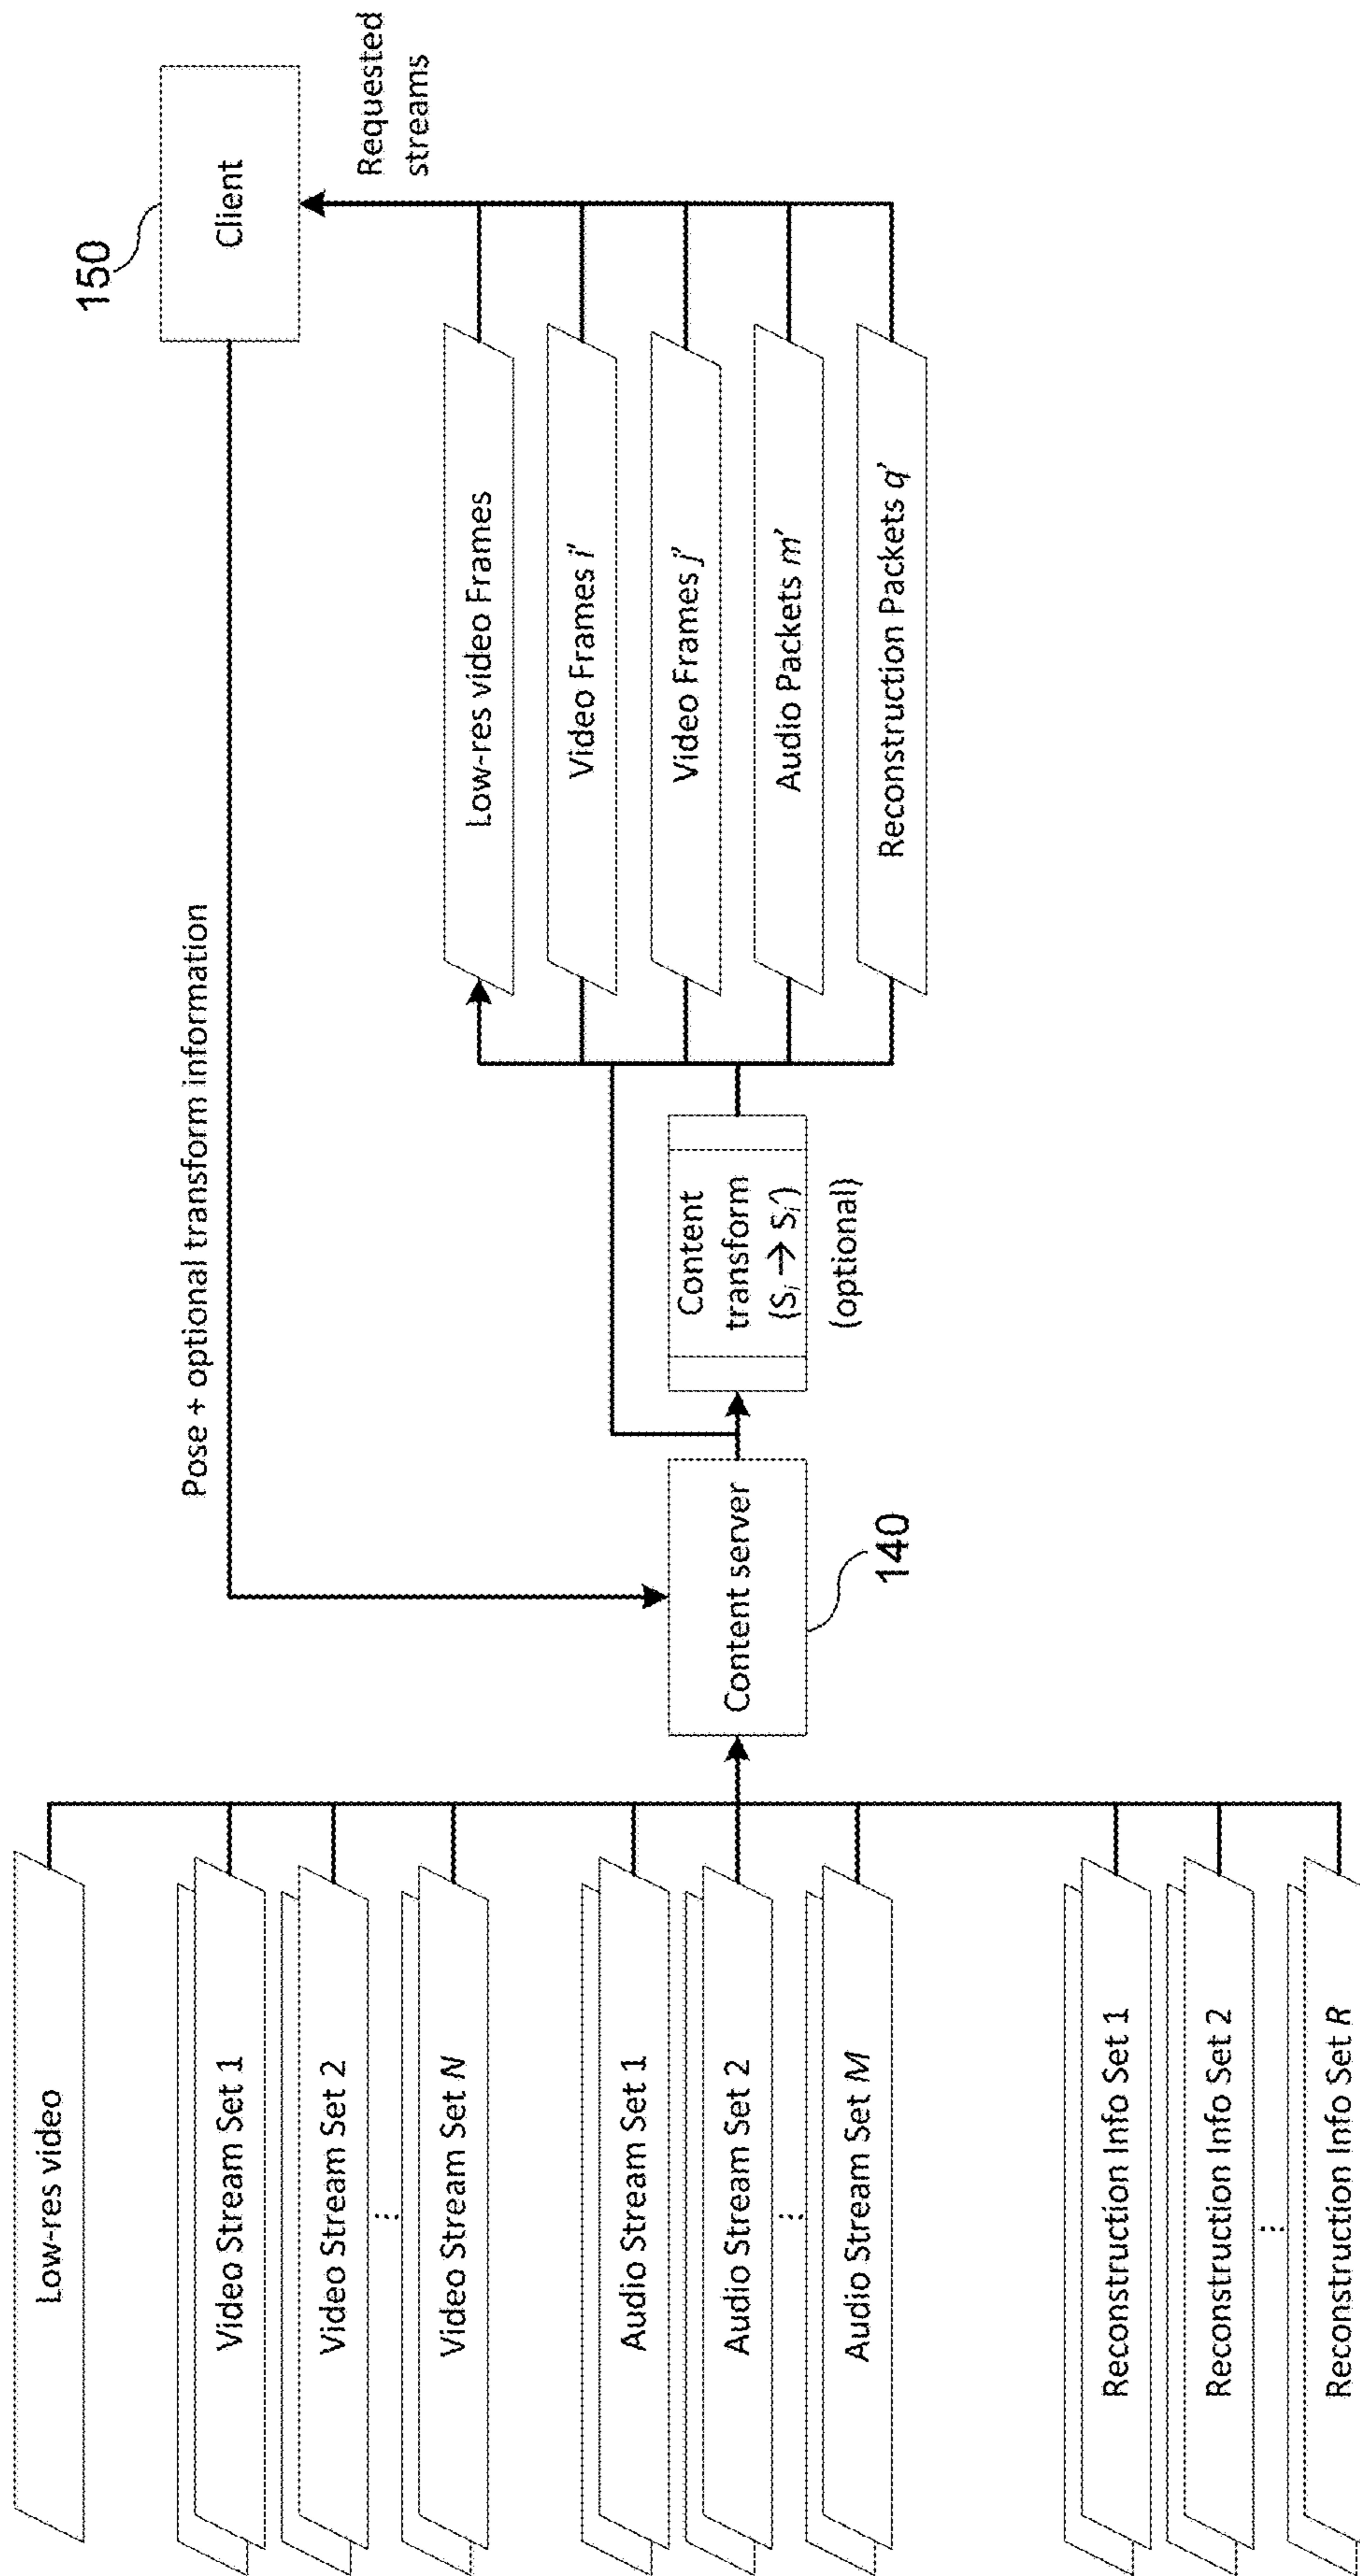 Low-res video
Video Stream Set 1
Video Stream Set 2
⋮
Video Stream Set N
Audio Stream Set 1
Audio Stream Set 2
⋮
Audio Stream Set M
Reconstruction Info Set 1
Reconstruction Info Set 2
⋮
Reconstruction Info Set R
Pose + optional transform information
Content server
140
Content
transform
(Sᵢ → Sᵢ′)
(optional)
Low-res video Frames
Video Frames i'
Video Frames j'
Audio Packets m'
Reconstruction Packets q'
150
Client
Requested
streams